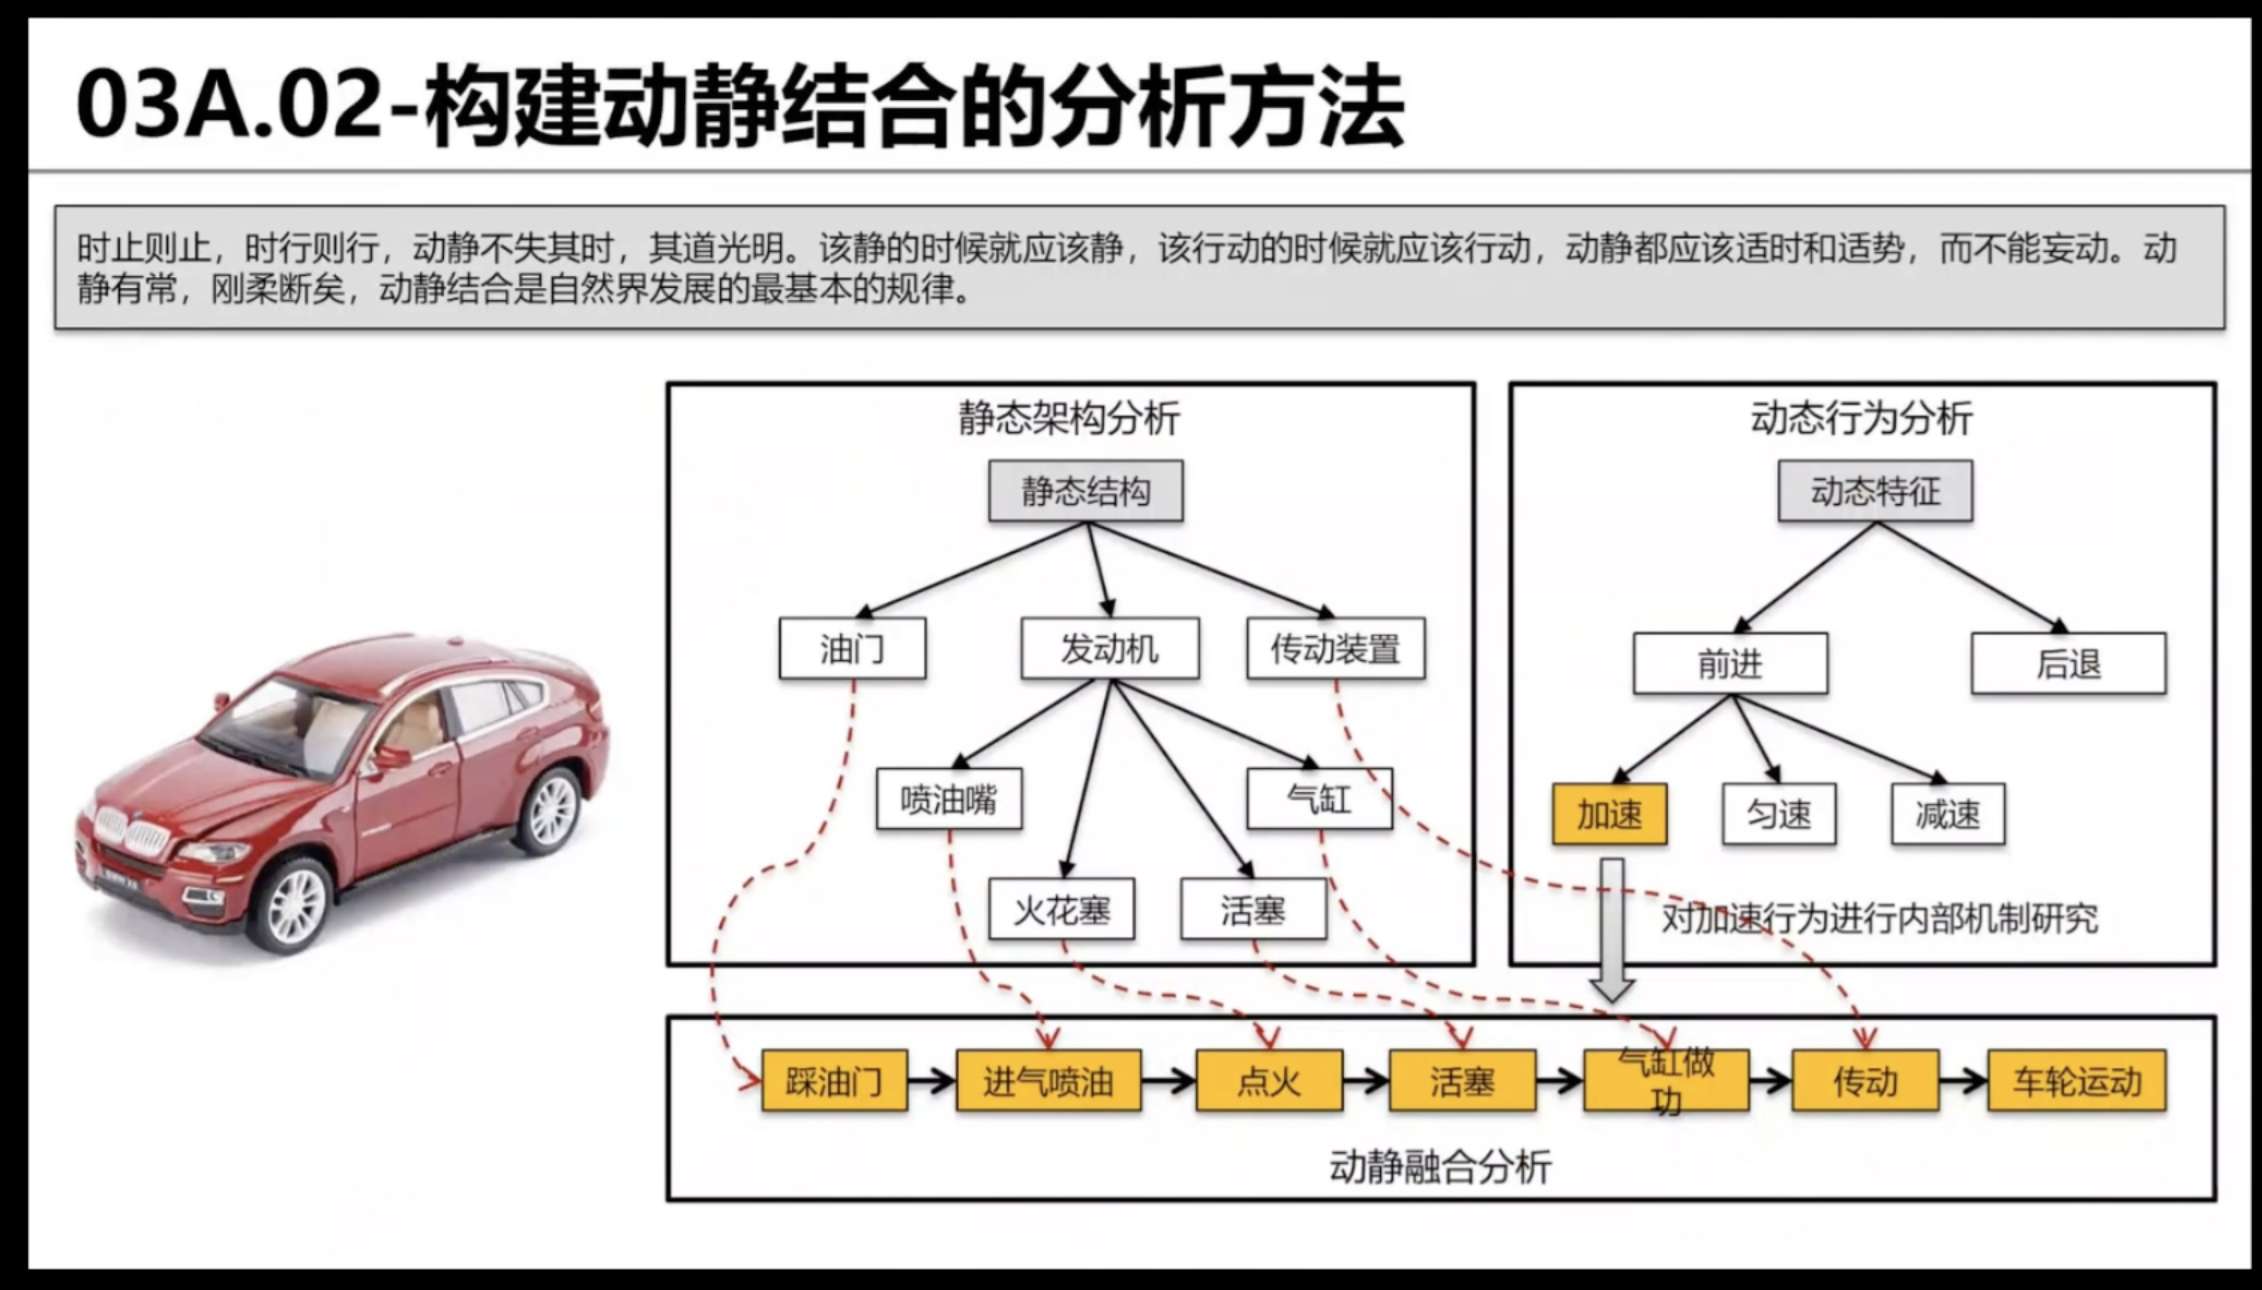 03A.02-构建动静结合的分析方法
时止则止，时行则行，动静不失其时，其道光明。该静的时候就应该静，该行动的时候就应该行动，动静都应该适时和适势，而不能妄动。动
静有常，刚柔断矣，动静结合是自然界发展的最基本的规律。
静态架构分析
静态结构
油门
发动机
传动装置
喷油嘴
气缸
火花塞
活塞
动态行为分析
动态特征
前进
后退
加速
匀速
减速
对加速行为进行内部机制研究
踩油门
进气喷油
点火
活塞
气缸做
功
传动
车轮运动
动静融合分析